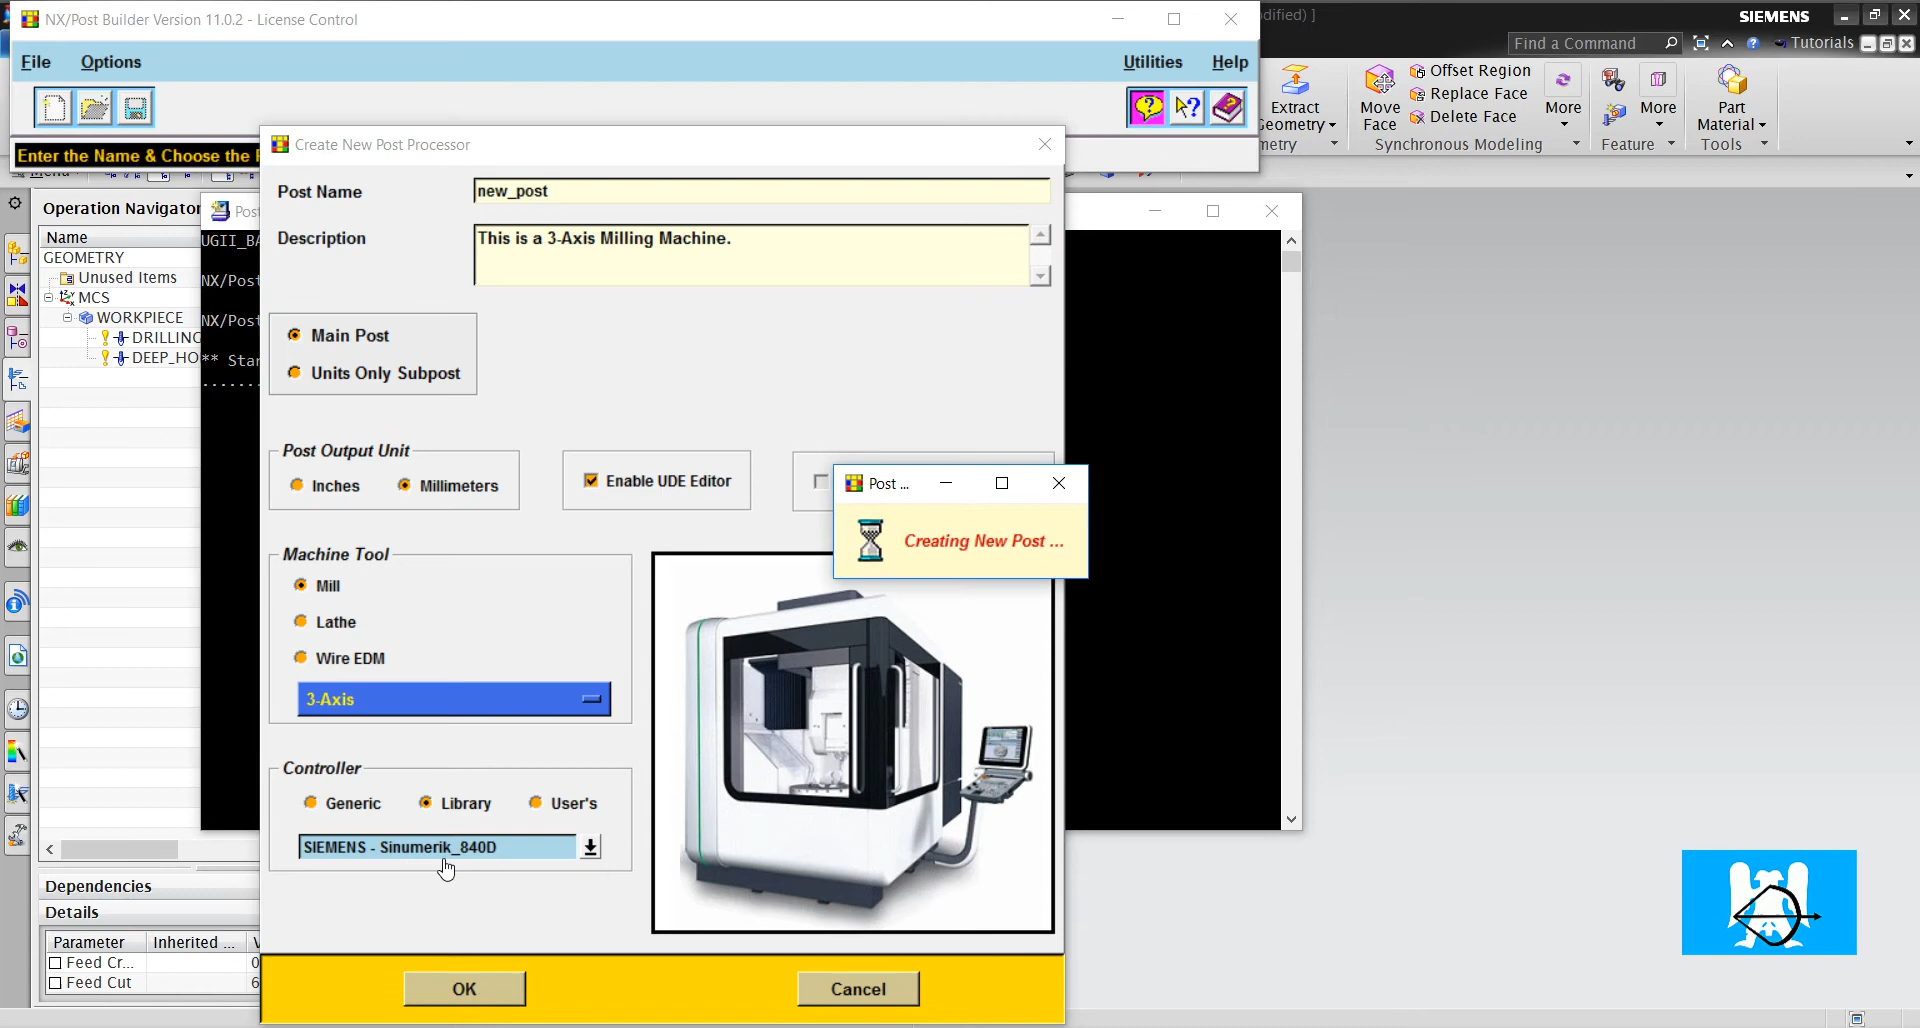 NX/Post Builder Version 11.0.2 - License Control
dified) ]
SIEMENS
File
Options
Utilities
Help
Find a Command
Tutorials
Extract
Geometry
Move
Face
Offset Region
Replace Face
Delete Face
More
More
Part
Material
metry
Synchronous Modeling
Feature
Tools
Enter the Name & Choose the P
Menu
Create New Post Processor
Post Name
new_post
Description
This is a 3-Axis Milling Machine.
Operation Navigator
Post
Name
GEOMETRY
Unused Items
MCS
WORKPIECE
DRILLING
DEEP_HO
UGII_BA
NX/Post
NX/Post
** Star
Main Post
Units Only Subpost
Post Output Unit
Inches
Millimeters
Enable UDE Editor
Post ...
Creating New Post ...
Machine Tool
Mill
Lathe
Wire EDM
3-Axis
Controller
Generic
Library
User's
SIEMENS - Sinumerik_840D
Dependencies
Details
Parameter
Inherited ...
V
Feed Cr...
0
Feed Cut
6
OK
Cancel